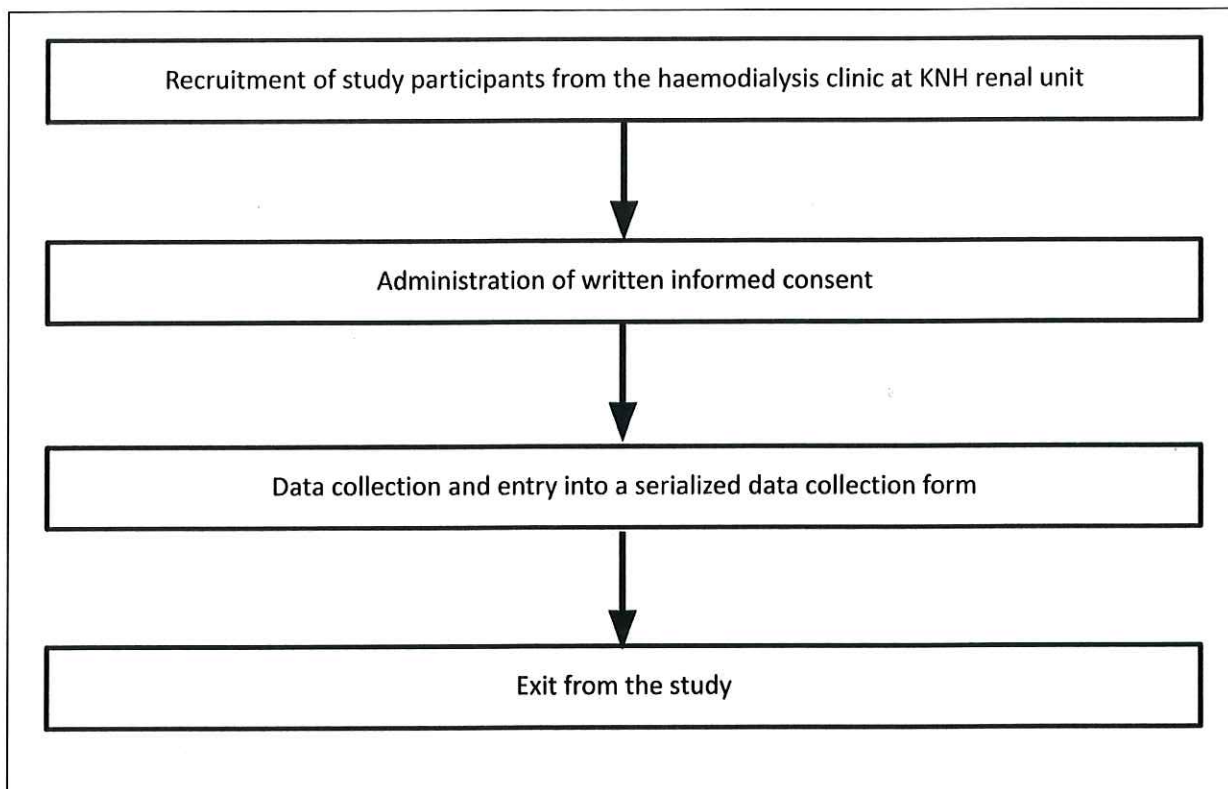 Recruitment of study participants from the haemodialysis clinic at KNH renal unit
Administration of written informed consent
Data collection and entry into a serialized data collection form
Exit from the study